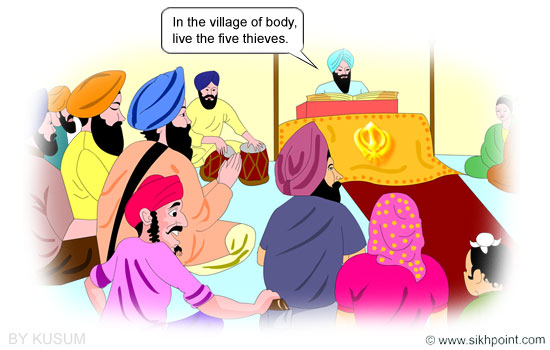 In the village of body,
live the five thieves.
BY KUSUM
© www.sikhpoint.com